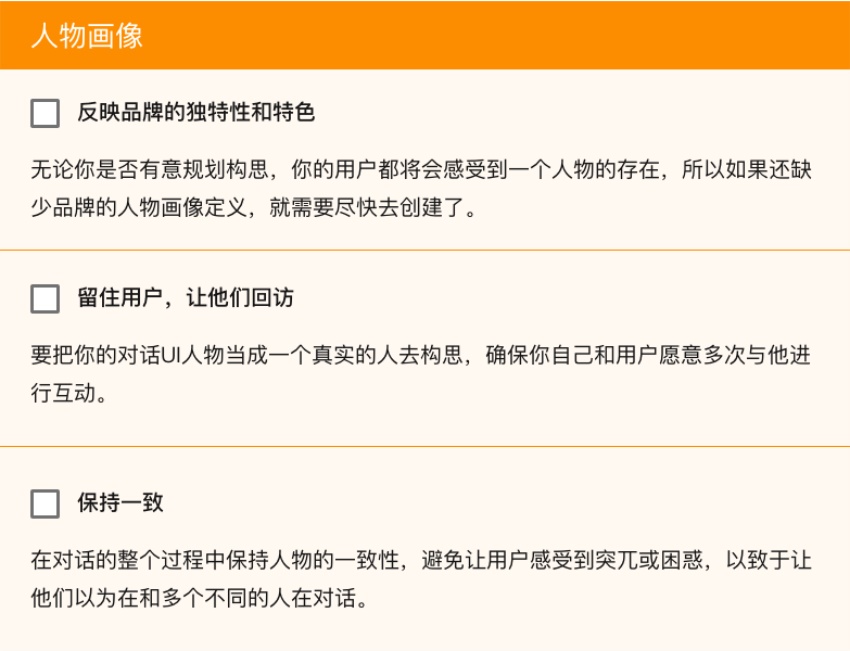 人物画像
反映品牌的独特性和特色
无论你是否有意规划构思，你的用户都将会感受到一个人物的存在，所以如果还缺
少品牌的人物画像定义，就需要尽快去创建了。
留住用户，让他们回访
要把你的对话UI人物当成一个真实的人去构思，确保你自己和用户愿意多次与他进
行互动。
保持一致
在对话的整个过程中保持人物的一致性，避免让用户感受到突兀或困惑，以致于让
他们以为在和多个不同的人在对话。